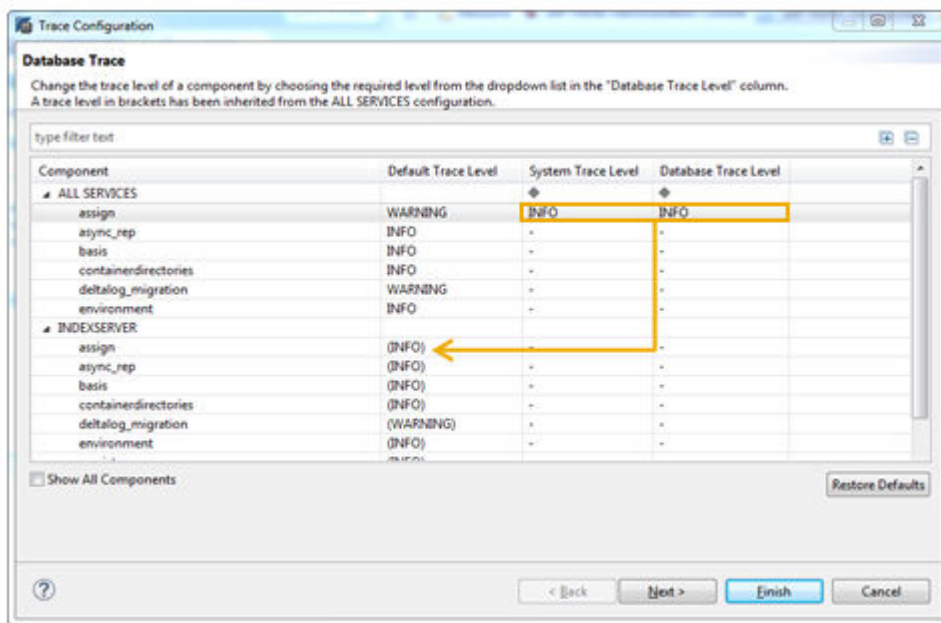 Trace Configuration
Database Trace
Change the trace level of a component by choosing the required level from the dropdown list in the "Database Trace Level" column.
A trace level in brackets has been inherited from the ALL SERVICES configuration.
type filter text
Component Default Trace Level System Trace Level Database Trace Level
ALL SERVICES
assign WARNING INFO INFO
async_rep INFO - -
basis INFO - -
containerdirectories INFO - -
deltalog_migration WARNING - -
environment INFO - -
INDEXSERVER
assign (INFO) - -
async_rep (INFO) - -
basis (INFO) - -
containerdirectories (INFO) - -
deltalog_migration (WARNING) - -
environment (INFO) - -
Show All Components
Restore Defaults
? < Back Next > Finish Cancel